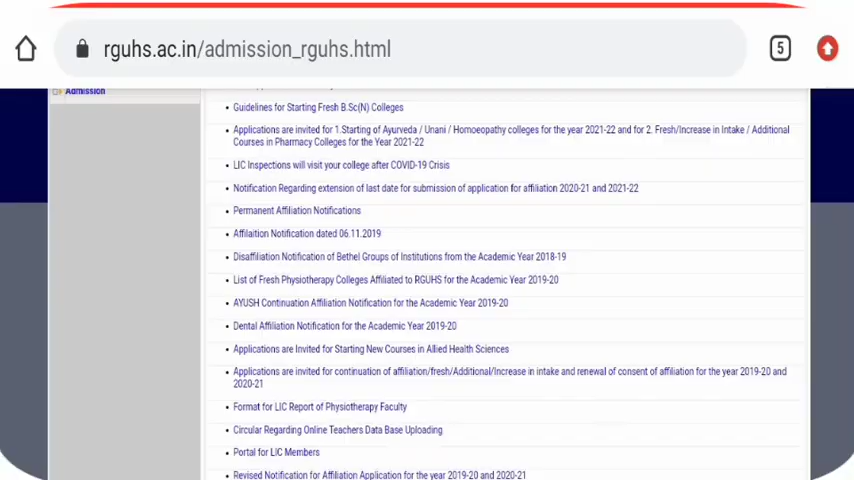 rguhs.ac.in/admission_rguhs.html
5
Admission
Guidelines for Starting Fresh B.Sc(N) Colleges
Applications are invited for 1.Starting of Ayurveda / Unani / Homoeopathy colleges for the year 2021-22 and for 2. Fresh/Increase in Intake / Additional
Courses in Pharmacy Colleges for the Year 2021-22
LIC Inspections will visit your college after COVID-19 Crisis
Notification Regarding extension of last date for submission of application for affiliation 2020-21 and 2021-22
Permanent Affiliation Notifications
Affilaition Notification dated 06.11.2019
Disaffiliation Notification of Bethel Groups of Institutions from the Academic Year 2018-19
List of Fresh Physiotherapy Colleges Affiliated to RGUHS for the Academic Year 2019-20
AYUSH Continuation Affiliation Notification for the Academic Year 2019-20
Dental Affiliation Notification for the Academic Year 2019-20
Applications are Invited for Starting New Courses in Allied Health Sciences
Applications are invited for continuation of affiliation/fresh/Additional/Increase in intake and renewal of consent of affiliation for the year 2019-20 and
2020-21
Format for LIC Report of Physiotherapy Faculty
Circular Regarding Online Teachers Data Base Uploading
Portal for LIC Members
Revised Notification for Affiliation Application for the year 2019-20 and 2020-21